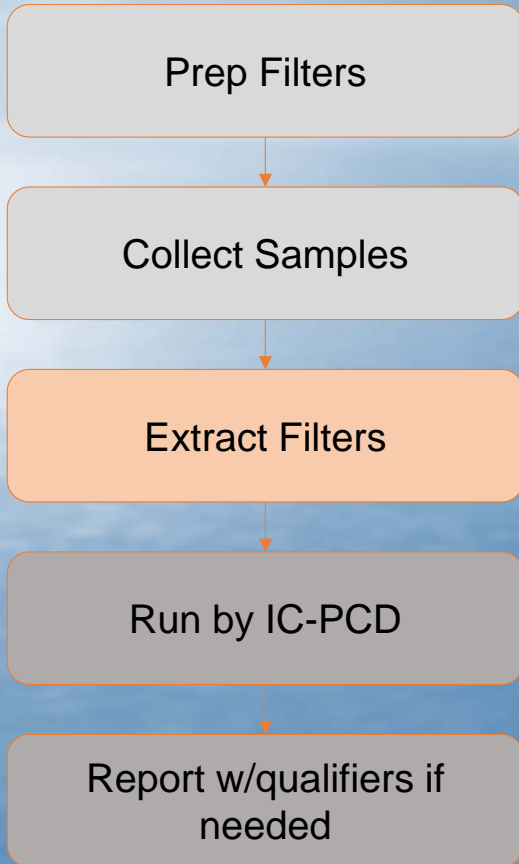 Prep Filters
Collect Samples
Extract Filters
Run by IC-PCD
Report w/qualifiers if
needed